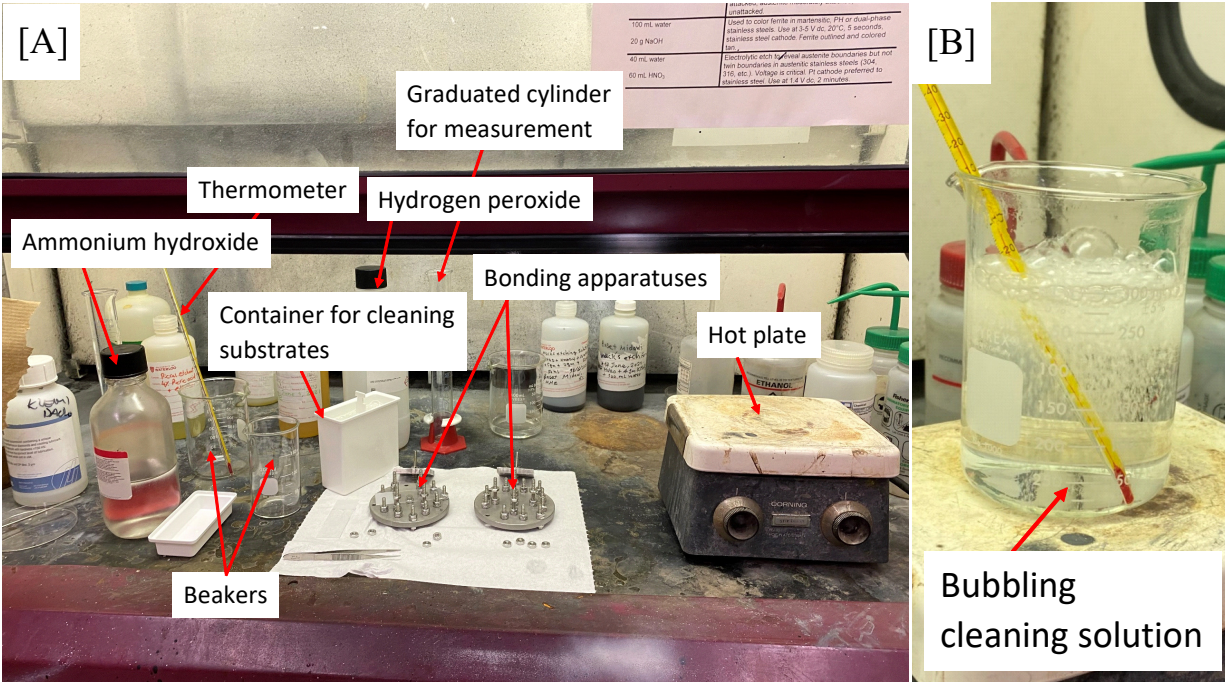 [A]
unattacked.
100 mL water
20 g NaOH
Used to color ferrite in martensitic, PH or dual-phase
stainless steels. Use at 3-5 V dc, 20°C, 5 seconds,
stainless steel cathode. Ferrite outlined and colored
tan.
40 mL water
60 mL HNO3
Electrolytic etch to reveal austenite boundaries but not
twin boundaries in austenitic stainless steels (304,
316, etc.). Voltage is critical. Pt cathode preferred to
stainless steel. Use at 1.4 V dc, 2 minutes.
Graduated cylinder
for measurement
Thermometer
Hydrogen peroxide
Ammonium hydroxide
Bonding apparatuses
Container for cleaning
substrates
Hot plate
ETHANOL
CORNING
Beakers
[B]
150
Bubbling
cleaning solution